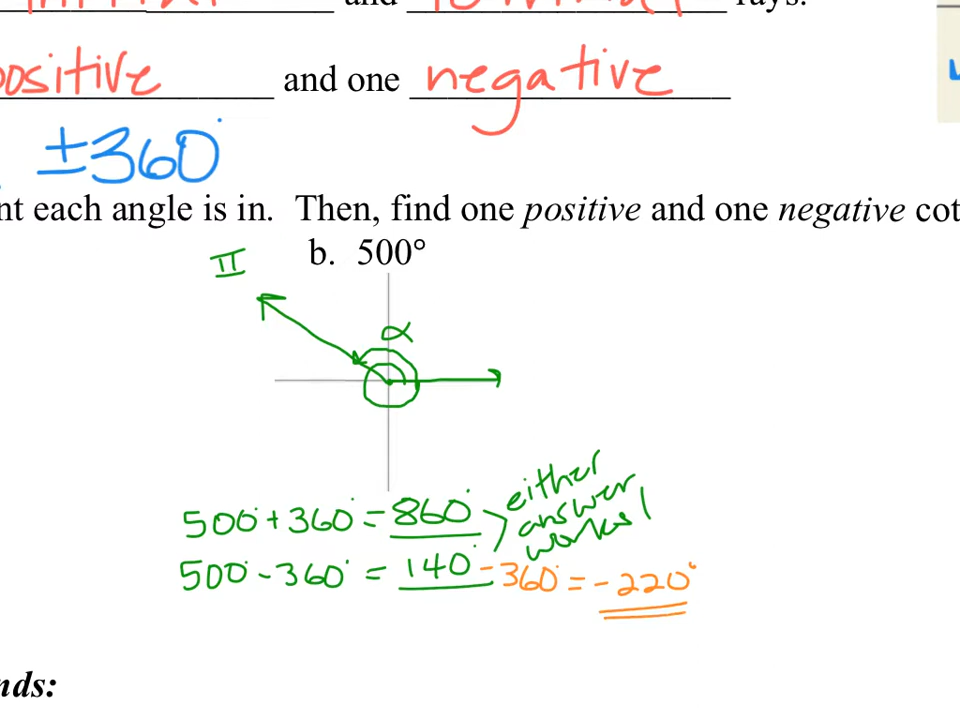 and rays.
positive and one negative
±360°
nt each angle is in. Then, find one positive and one negative cot
II b. 500°
α
500° + 360° = 860° either answer works!
500° - 360° = 140° - 360° = -220°
nds: